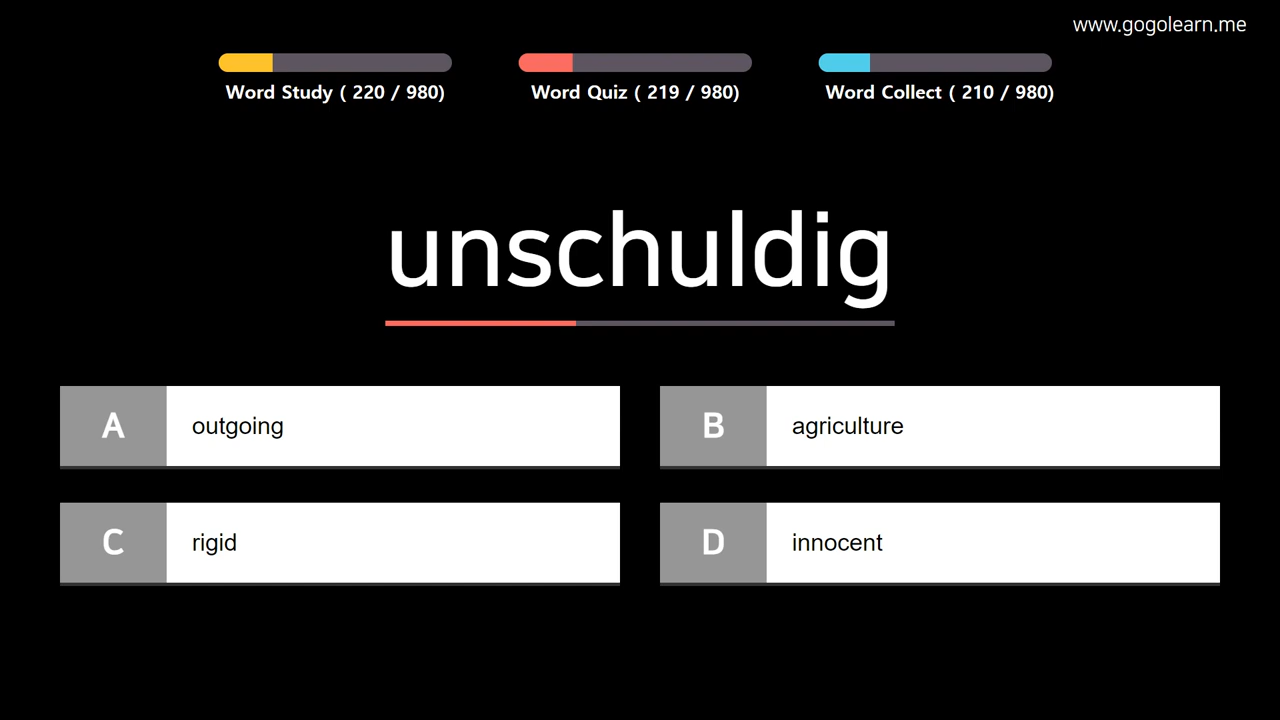 www.gogolearn.me
Word Study ( 220 / 980)
Word Quiz ( 219 / 980)
Word Collect ( 210 / 980)
unschuldig
A outgoing
B agriculture
C rigid
D innocent